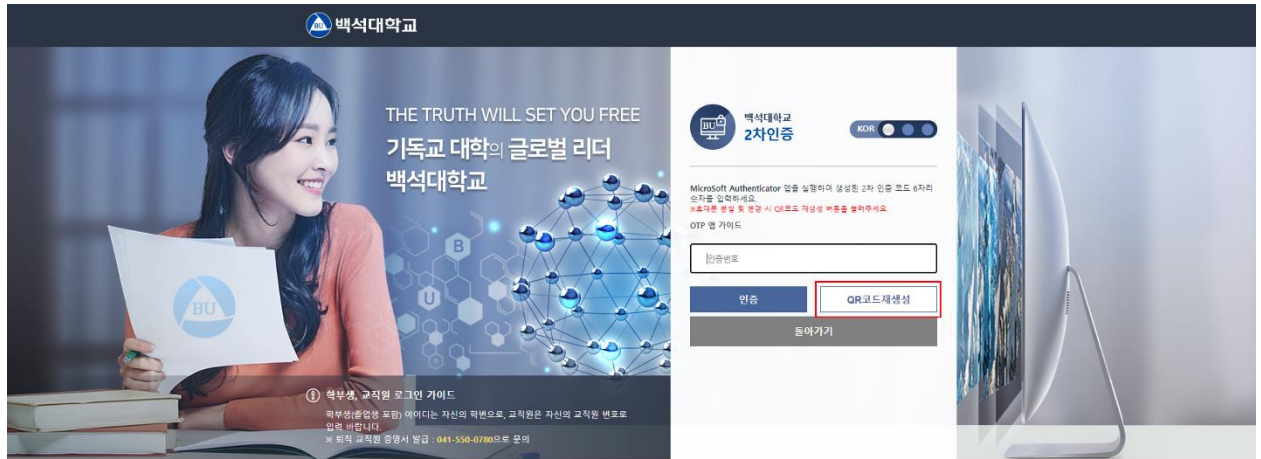 백석대학교
THE TRUTH WILL SET YOU FREE
기독교 대학의 글로벌 리더
백석대학교
B
U
BU
BU
백석대학교
2차인증
KOR
MicroSoft Authenticator 앱을 실행하여 생성된 2차 인증 코드 6자리
숫자를 입력하세요.
※휴대폰 분실 및 변경 시 QR코드 재생성 버튼을 눌러주세요.
OTP 앱 가이드
인증번호
인증
QR코드재생성
돌아가기
학부생, 교직원 로그인 가이드
학부생(졸업생 포함) 아이디는 자신의 학번으로, 교직원은 자신의 교직원 번호로
입력 바랍니다.
※ 퇴직 교직원 증명서 발급 : 041-550-0780으로 문의